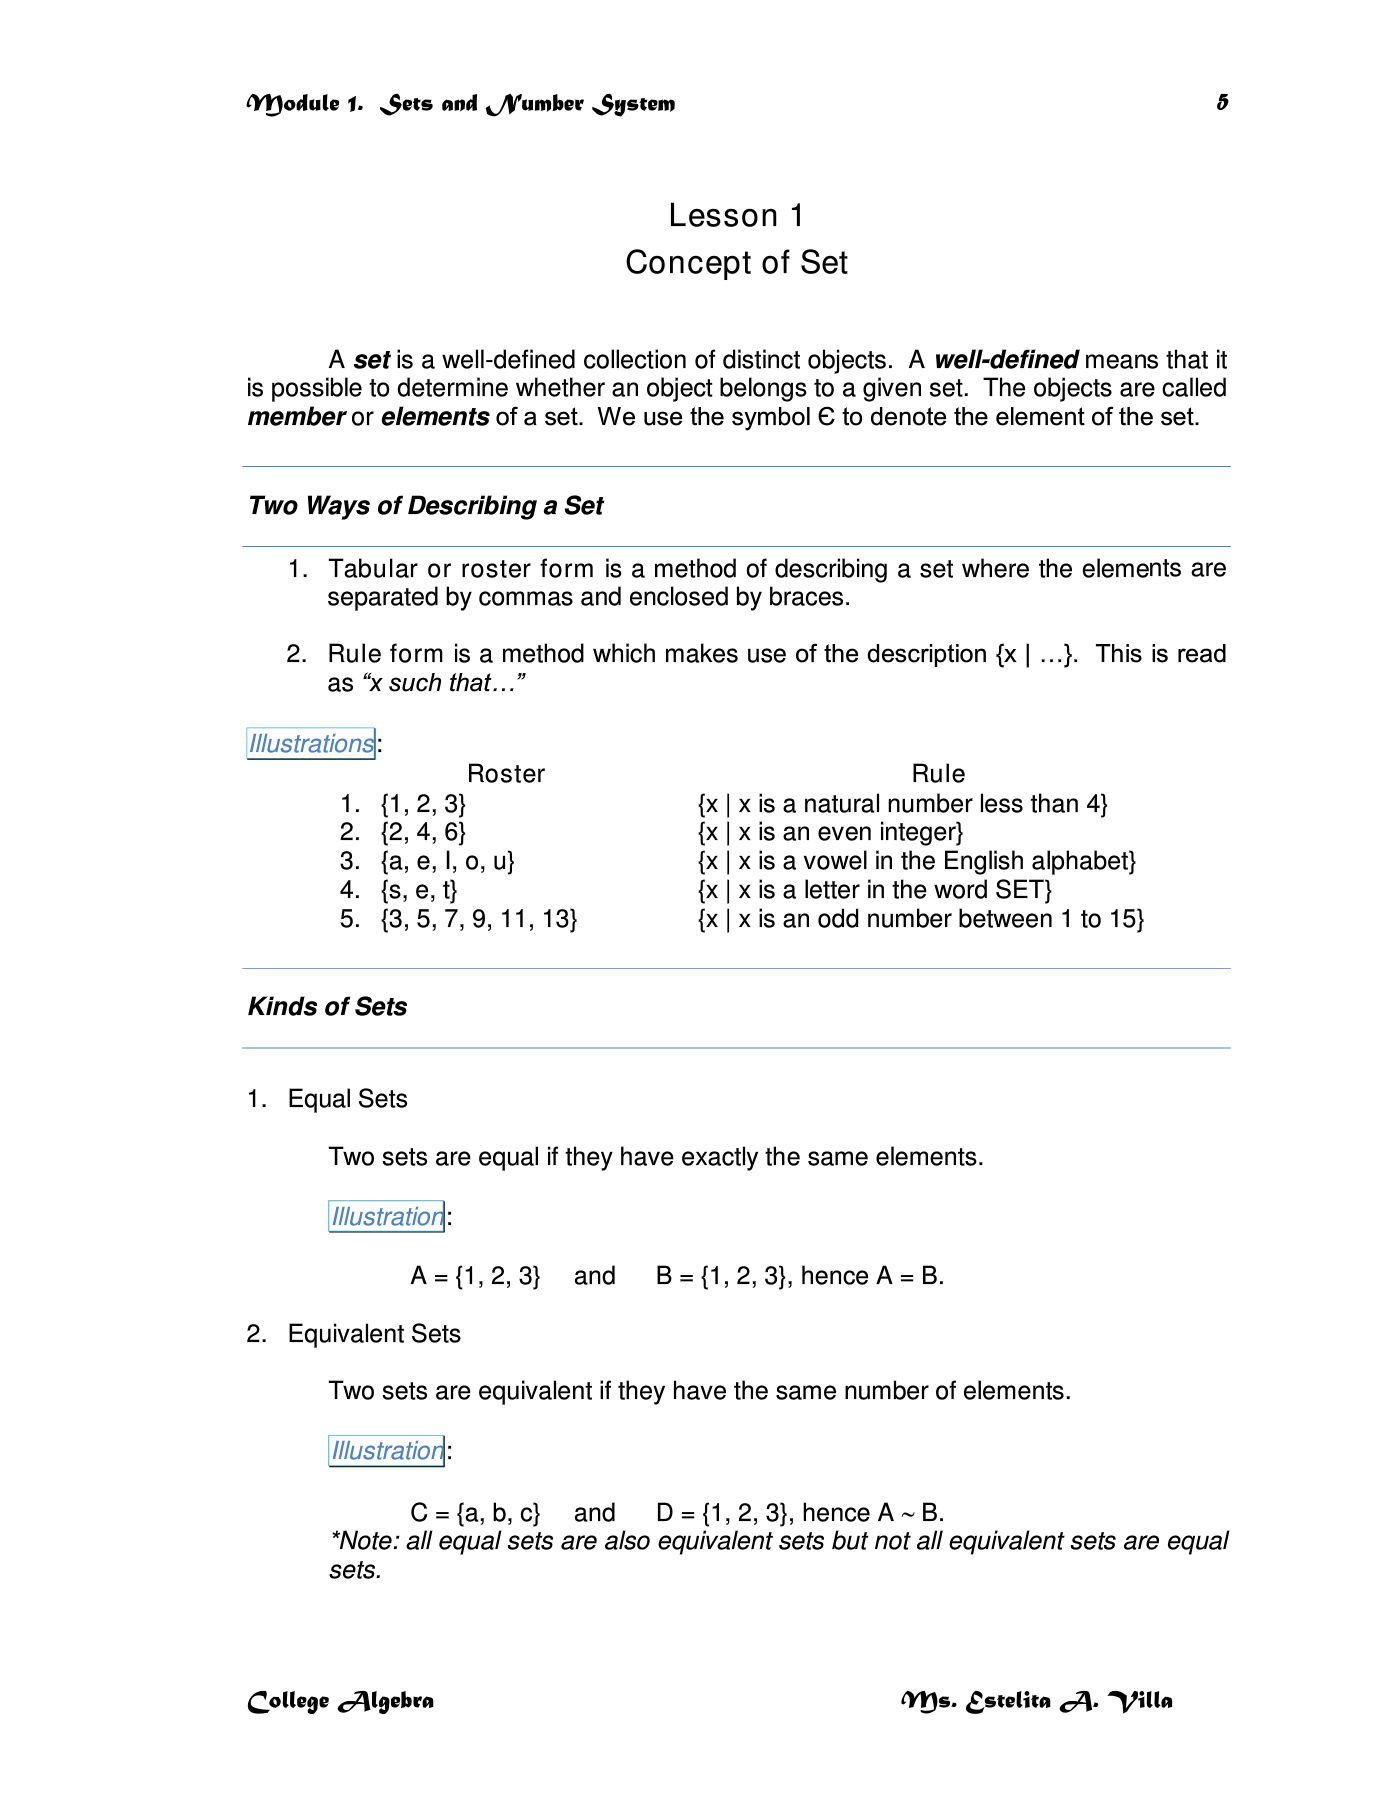 Module 1. Sets and Number System 5
Lesson 1
Concept of Set
A set is a well-defined collection of distinct objects. A well-defined means that it
is possible to determine whether an object belongs to a given set. The objects are called
member or elements of a set. We use the symbol Є to denote the element of the set.
Two Ways of Describing a Set
1. Tabular or roster form is a method of describing a set where the elements are
separated by commas and enclosed by braces.
2. Rule form is a method which makes use of the description {x | …}. This is read
as “x such that…”
Illustrations:
Roster Rule
1. {1, 2, 3} {x | x is a natural number less than 4}
2. {2, 4, 6} {x | x is an even integer}
3. {a, e, I, o, u} {x | x is a vowel in the English alphabet}
4. {s, e, t} {x | x is a letter in the word SET}
5. {3, 5, 7, 9, 11, 13} {x | x is an odd number between 1 to 15}
Kinds of Sets
1. Equal Sets
Two sets are equal if they have exactly the same elements.
Illustration:
A = {1, 2, 3} and B = {1, 2, 3}, hence A = B.
2. Equivalent Sets
Two sets are equivalent if they have the same number of elements.
Illustration:
C = {a, b, c} and D = {1, 2, 3}, hence A ~ B.
*Note: all equal sets are also equivalent sets but not all equivalent sets are equal
sets.
College Algebra Ms. Estelita A. Villa